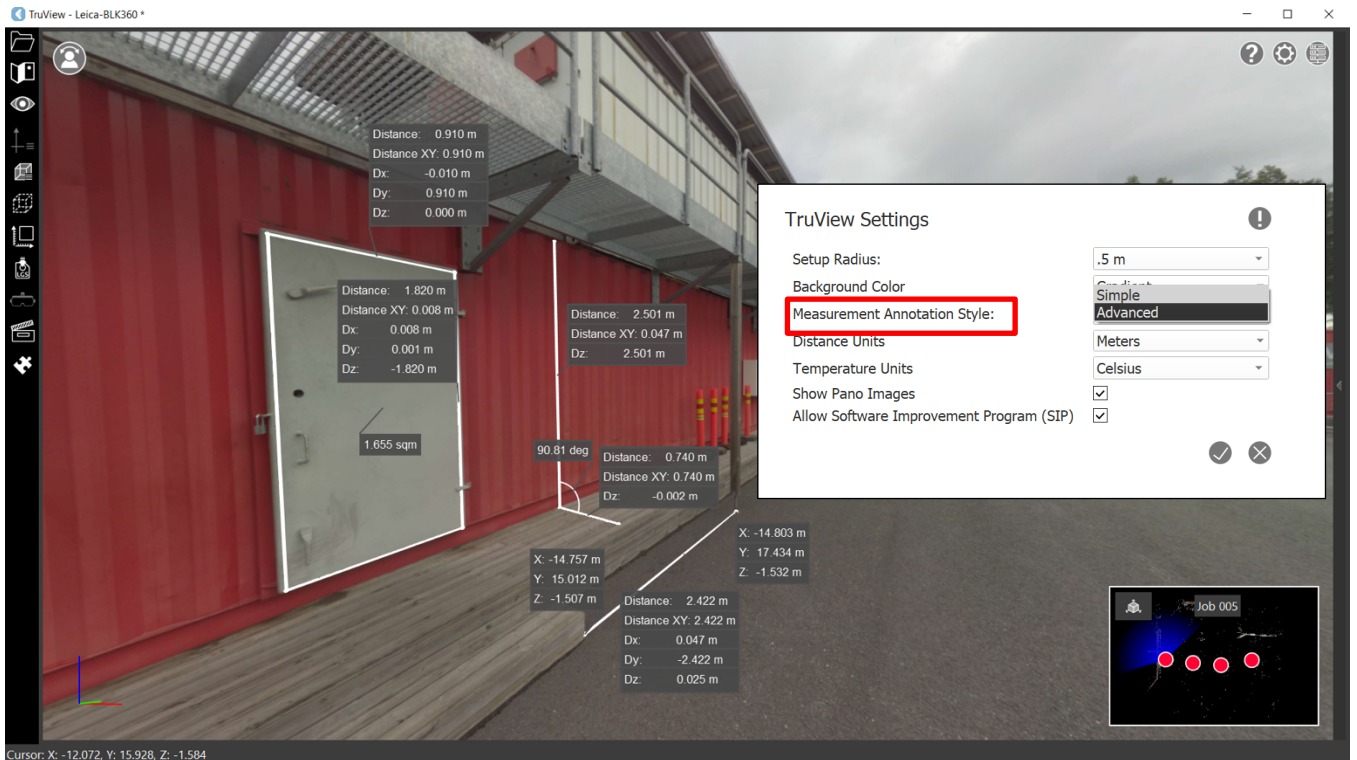 TruView - Leica-BLK360 *
Distance: 0.910 m
Distance XY: 0.910 m
Dx: -0.010 m
Dy: 0.910 m
Dz: 0.000 m
Distance: 1.820 m
Distance XY: 0.008 m
Dx: 0.008 m
Dy: 0.001 m
Dz: -1.820 m
1.655 sqm
Distance: 2.501 m
Distance XY: 0.047 m
Dz: 2.501 m
90.81 deg
Distance: 0.740 m
Distance XY: 0.740 m
Dz: -0.002 m
X: -14.757 m
Y: 15.012 m
Z: -1.507 m
X: -14.803 m
Y: 17.434 m
Z: -1.532 m
Distance: 2.422 m
Distance XY: 2.422 m
Dx: 0.047 m
Dy: -2.422 m
Dz: 0.025 m
TruView Settings
Setup Radius: .5 m
Background Color Gradient
Simple
Measurement Annotation Style: Advanced
Distance Units Meters
Temperature Units Celsius
Show Pano Images
Allow Software Improvement Program (SIP)
Job 005
LGS
Cursor: X: -12.072, Y: 15.928, Z: -1.584